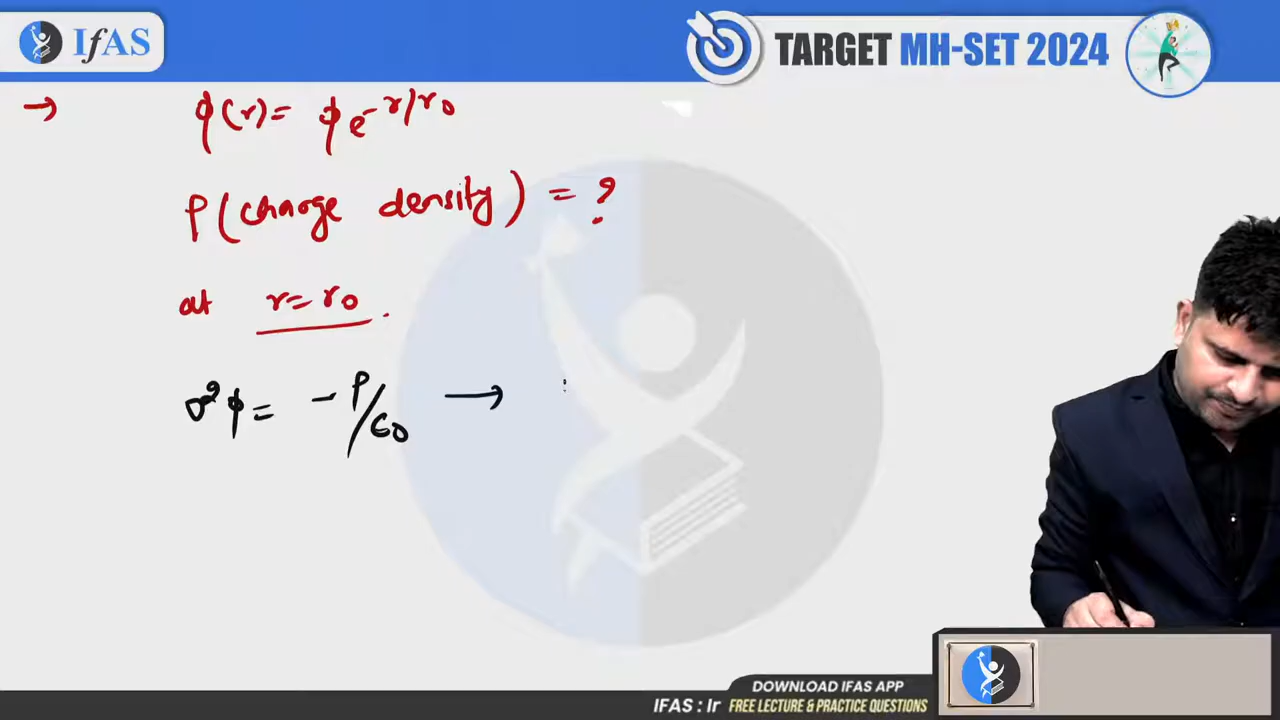 IfAS
TARGET MH-SET 2024
→ φ(r)= φe^-r/r0
ρ(charge density) = ?
at r=r0.
∇²φ= -ρ/ε0 →
DOWNLOAD IFAS APP
IFAS : Ir FREE LECTURE & PRACTICE QUESTIONS